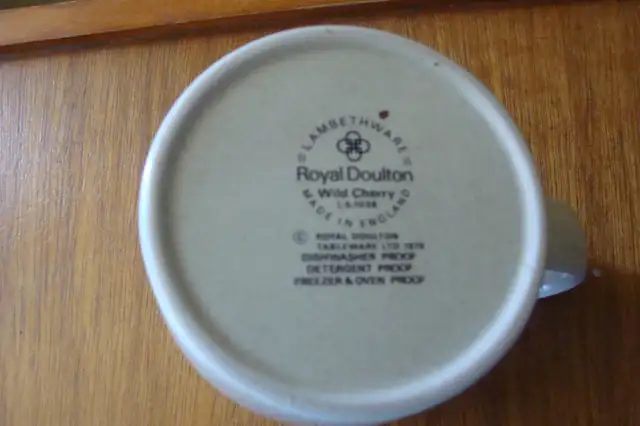 LAMBETHWARE
Royal Doulton
Wild Cherry
MADE IN ENGLAND
© ROYAL DOULTON
TABLEWARE LTD
DISHWASHER PROOF
DETERGENT PROOF
FREEZER & OVEN PROOF